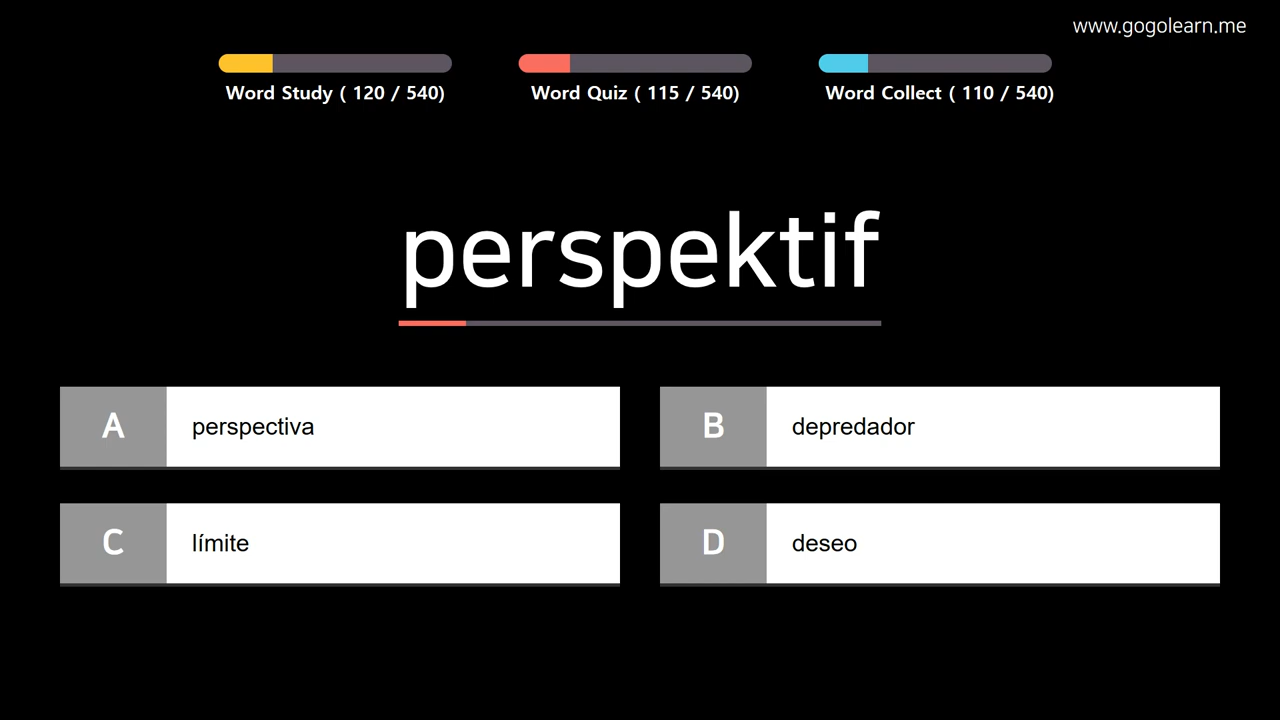 www.gogolearn.me
Word Study ( 120 / 540)
Word Quiz ( 115 / 540)
Word Collect ( 110 / 540)
perspektif
A
perspectiva
B
depredador
C
límite
D
deseo